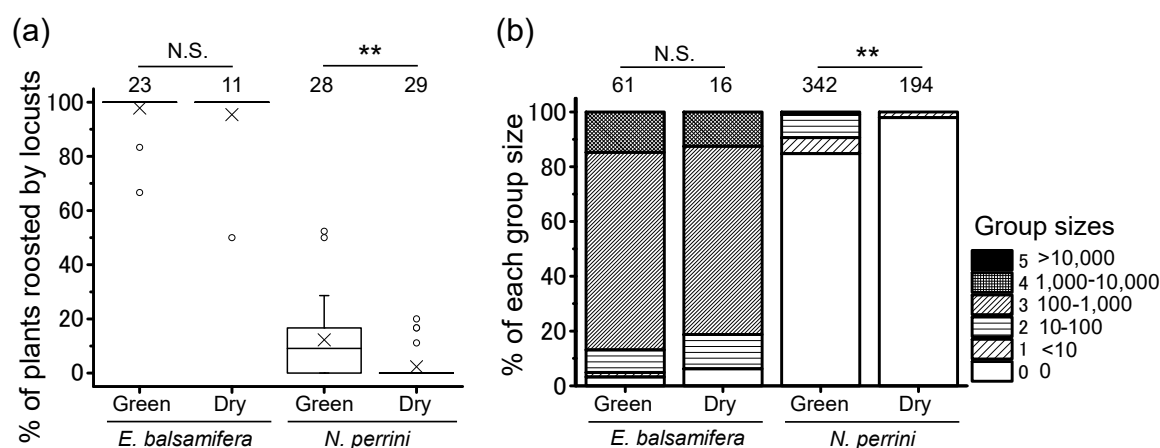 (a)
N.S.
**
23 11 28 29
% of plants roosted by locusts
100
80
60
40
20
0
Green Dry Green Dry
E. balsamifera N. perrini
(b)
N.S.
**
61 16 342 194
% of each group size
100
80
60
40
20
0
Green Dry Green Dry
E. balsamifera N. perrini
Group sizes
5 >10,000
4 1,000-10,000
3 100-1,000
2 10-100
1 <10
0 0